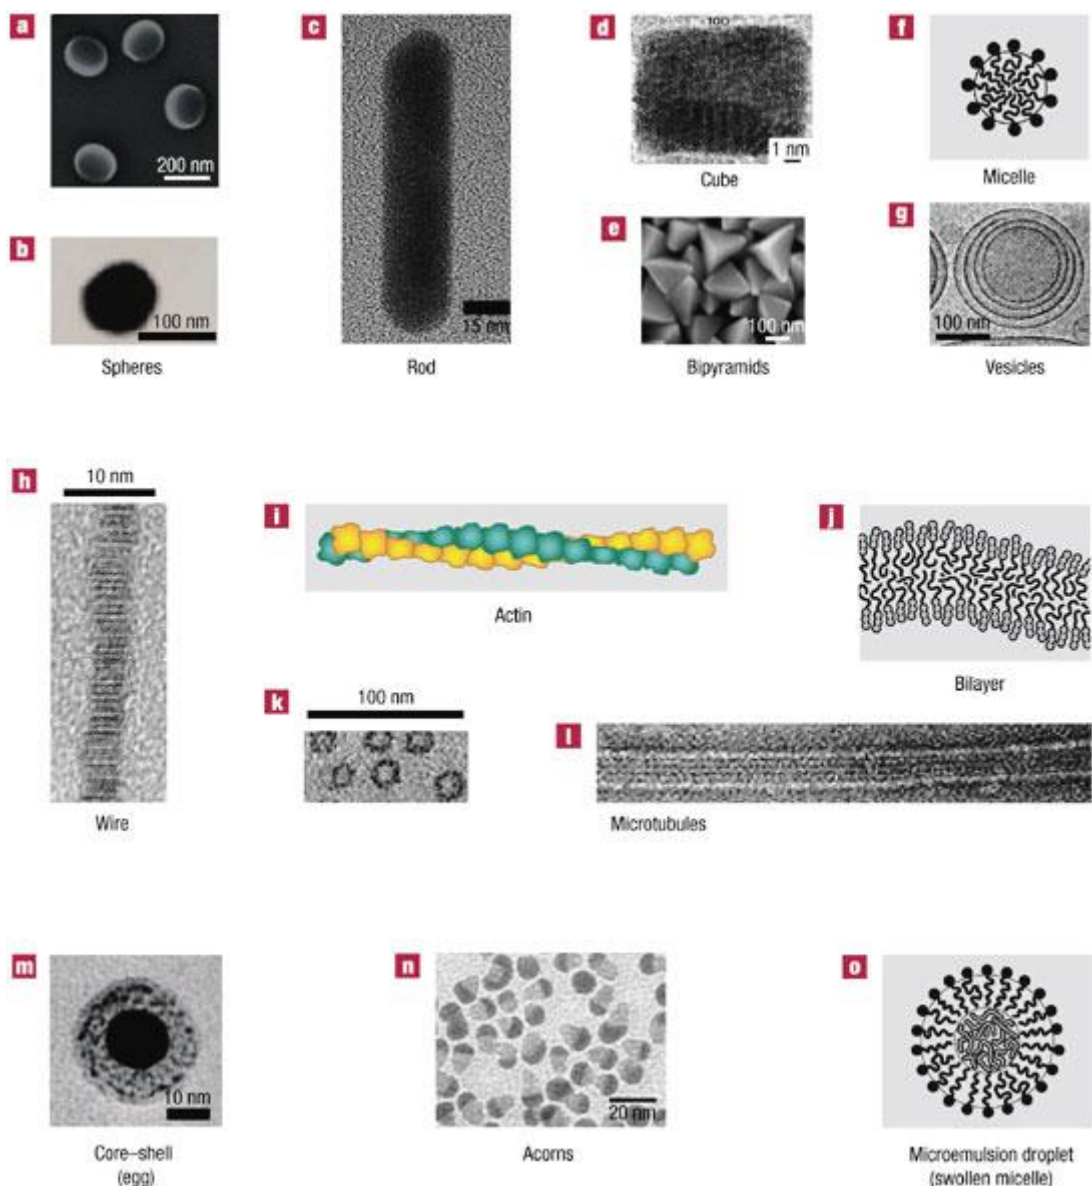 a
200 nm
b
100 nm
Spheres
c
15 nm
Rod
d
100
1 nm
Cube
e
100 nm
Bipyramids
f
Micelle
g
100 nm
Vesicles
h
10 nm
Wire
i
Actin
j
Bilayer
k
100 nm
l
Microtubules
m
10 nm
Core–shell
(egg)
n
20 nm
Acorns
o
Microemulsion droplet
(swollen micelle)